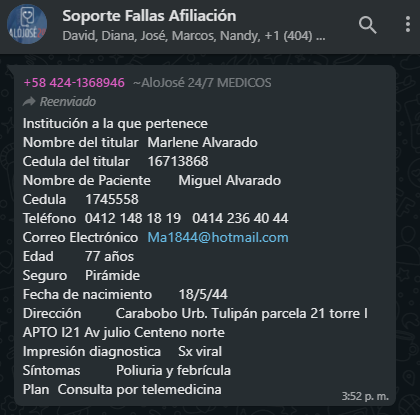 Soporte Fallas Afiliación
David, Diana, José, Marcos, Nandy, +1 (404) ...
+58 424-1368946 ~AloJosé 24/7 MEDICOS
Reenviado
Institución a la que pertenece
Nombre del titular Marlene Alvarado
Cedula del titular 16713868
Nombre de Paciente Miguel Alvarado
Cedula 1745558
Teléfono 0412 148 18 19 0414 236 40 44
Correo Electrónico Ma1844@hotmail.com
Edad 77 años
Seguro Pirámide
Fecha de nacimiento 18/5/44
Dirección Carabobo Urb. Tulipán parcela 21 torre I
APTO I21 Av julio Centeno norte
Impresión diagnostica Sx viral
Síntomas Poliuria y febrícula
Plan Consulta por telemedicina
3:52 p. m.